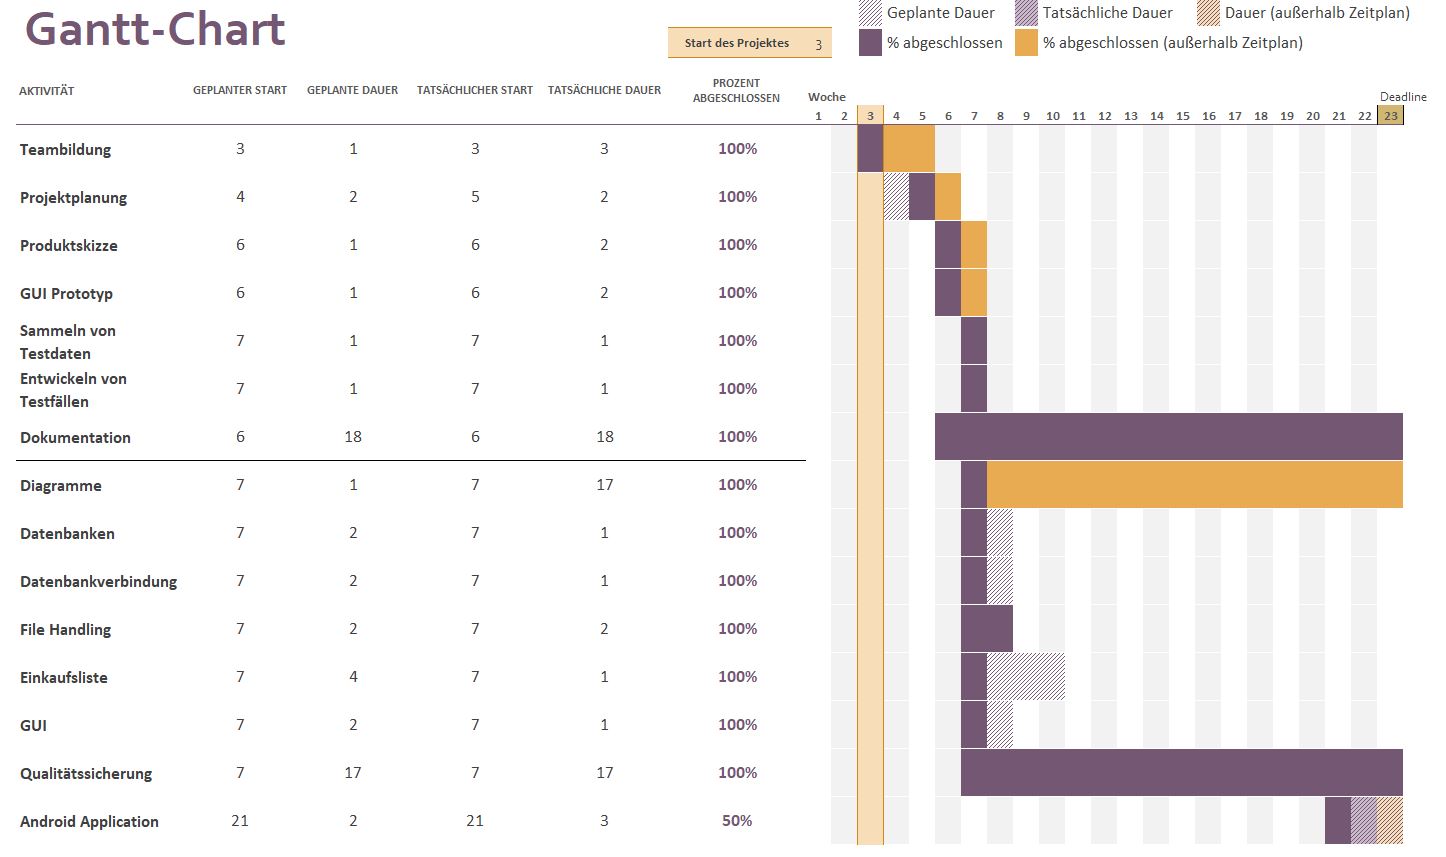 Gantt-Chart
Geplante Dauer Tatsächliche Dauer Dauer (außerhalb Zeitplan)
Start des Projektes 3 % abgeschlossen % abgeschlossen (außerhalb Zeitplan)
AKTIVITÄT GEPLANTER START GEPLANTE DAUER TATSÄCHLICHER START TATSÄCHLICHE DAUER PROZENT
ABGESCHLOSSEN Woche Deadline
1 2 3 4 5 6 7 8 9 10 11 12 13 14 15 16 17 18 19 20 21 22 23
Teambildung 3 1 3 3 100%
Projektplanung 4 2 5 2 100%
Produktskizze 6 1 6 2 100%
GUI Prototyp 6 1 6 2 100%
Sammeln von
Testdaten 7 1 7 1 100%
Entwickeln von
Testfällen 7 1 7 1 100%
Dokumentation 6 18 6 18 100%
Diagramme 7 1 7 17 100%
Datenbanken 7 2 7 1 100%
Datenbankverbindung 7 2 7 1 100%
File Handling 7 2 7 2 100%
Einkaufsliste 7 4 7 1 100%
GUI 7 2 7 1 100%
Qualitätssicherung 7 17 7 17 100%
Android Application 21 2 21 3 50%